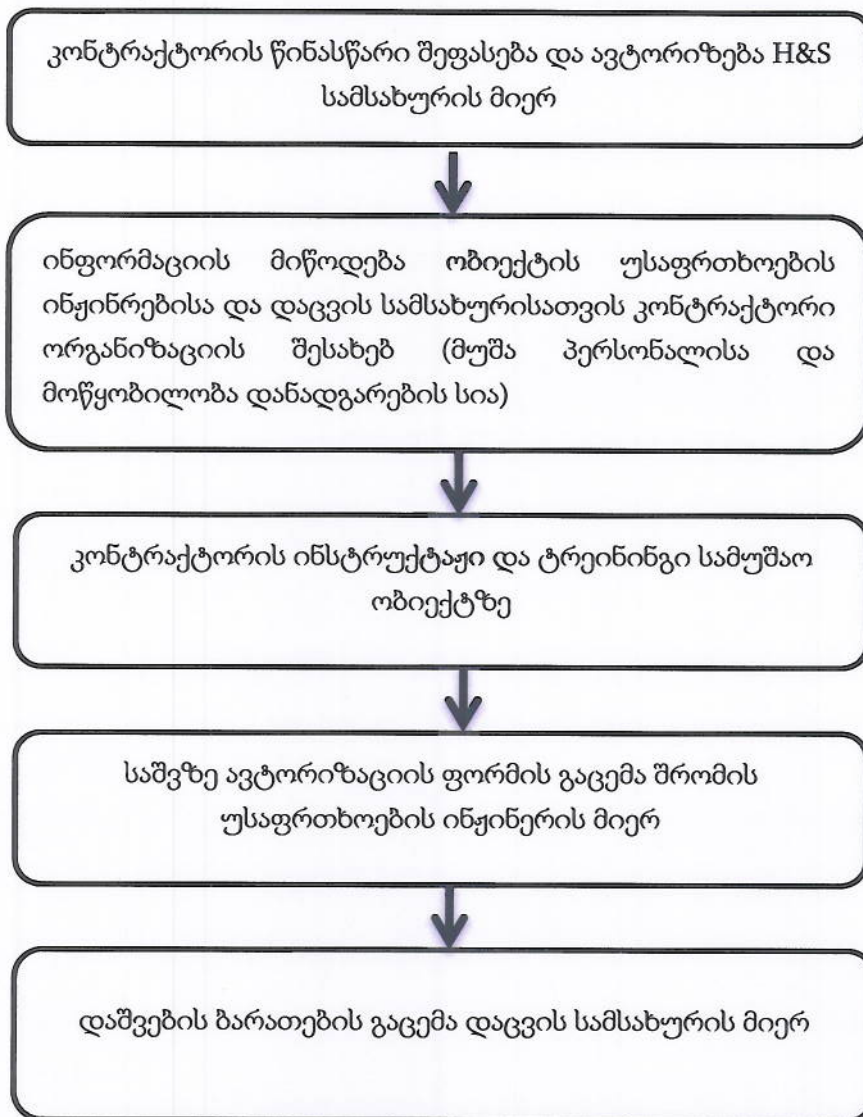 კონტრაქტორის წინასწარი შეფასება და ავტორიზება H&S
სამსახურის მიერ
ინფორმაციის მიწოდება ობიექტის უსაფრთხოების
ინჟინრებისა და დაცვის სამსახურისათვის კონტრაქტორი
ორგანიზაციის შესახებ (მუშა პერსონალისა და
მოწყობილობა დანადგარების სია)
კონტრაქტორის ინსტრუქტაჟი და ტრეინინგი სამუშაო
ობიექტზე
საშვზე ავტორიზაციის ფორმის გაცემა შრომის
უსაფრთხოების ინჟინერის მიერ
დაშვების ბარათების გაცემა დაცვის სამსახურის მიერ